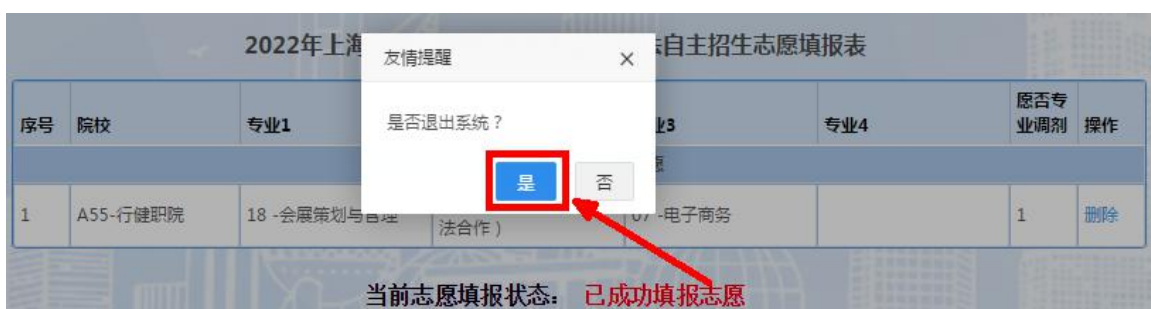 2022年上海
自主招生志愿填报表
友情提醒 ×
是否退出系统？
是 否
序号 院校 专业1 业3 专业4 愿否专
业调剂 操作
愿
1 A55-行健职院 18 -会展策划与管理 法合作） 07 -电子商务 1 删除
当前志愿填报状态： 已成功填报志愿